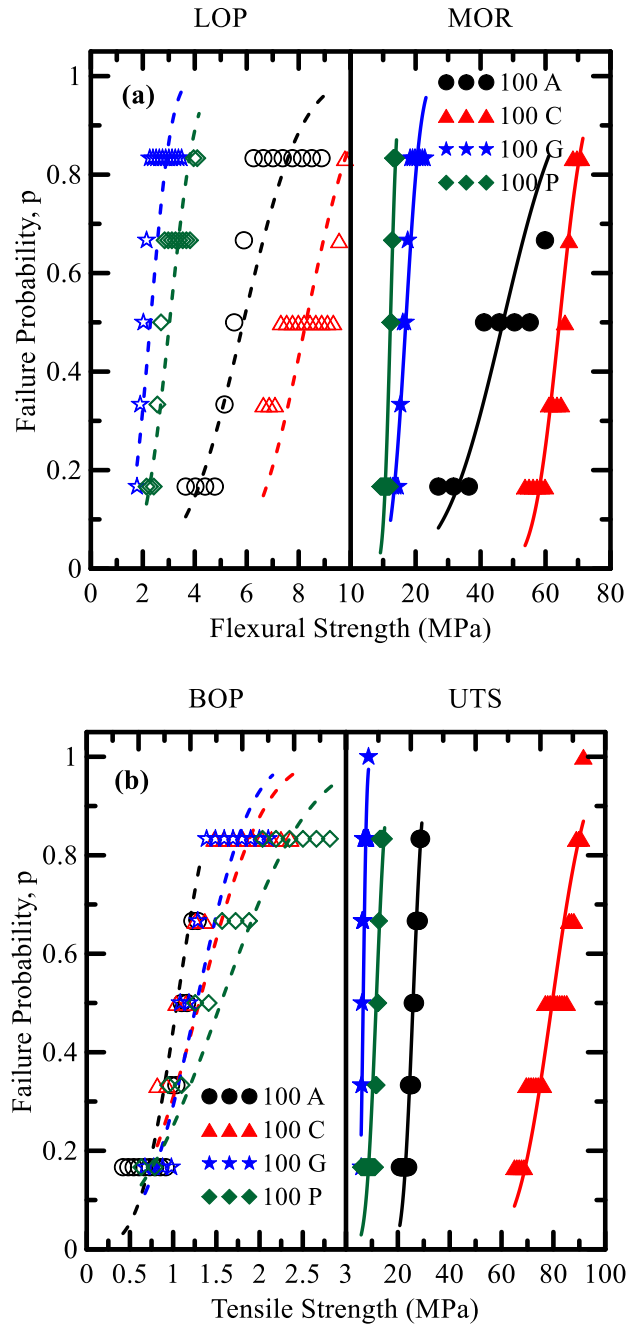 LOP MOR
(a)
100 A
100 C
100 G
100 P
1
0.8
0.6
0.4
0.2
0
Failure Probability, p
0 2 4 6 8 10 20 40 60 80
Flexural Strength (MPa)
BOP UTS
(b)
1
0.8
0.6
0.4
0.2
0
Failure Probability, p
100 A
100 C
100 G
100 P
0 0.5 1 1.5 2 2.5 3 20 40 60 80 100
Tensile Strength (MPa)